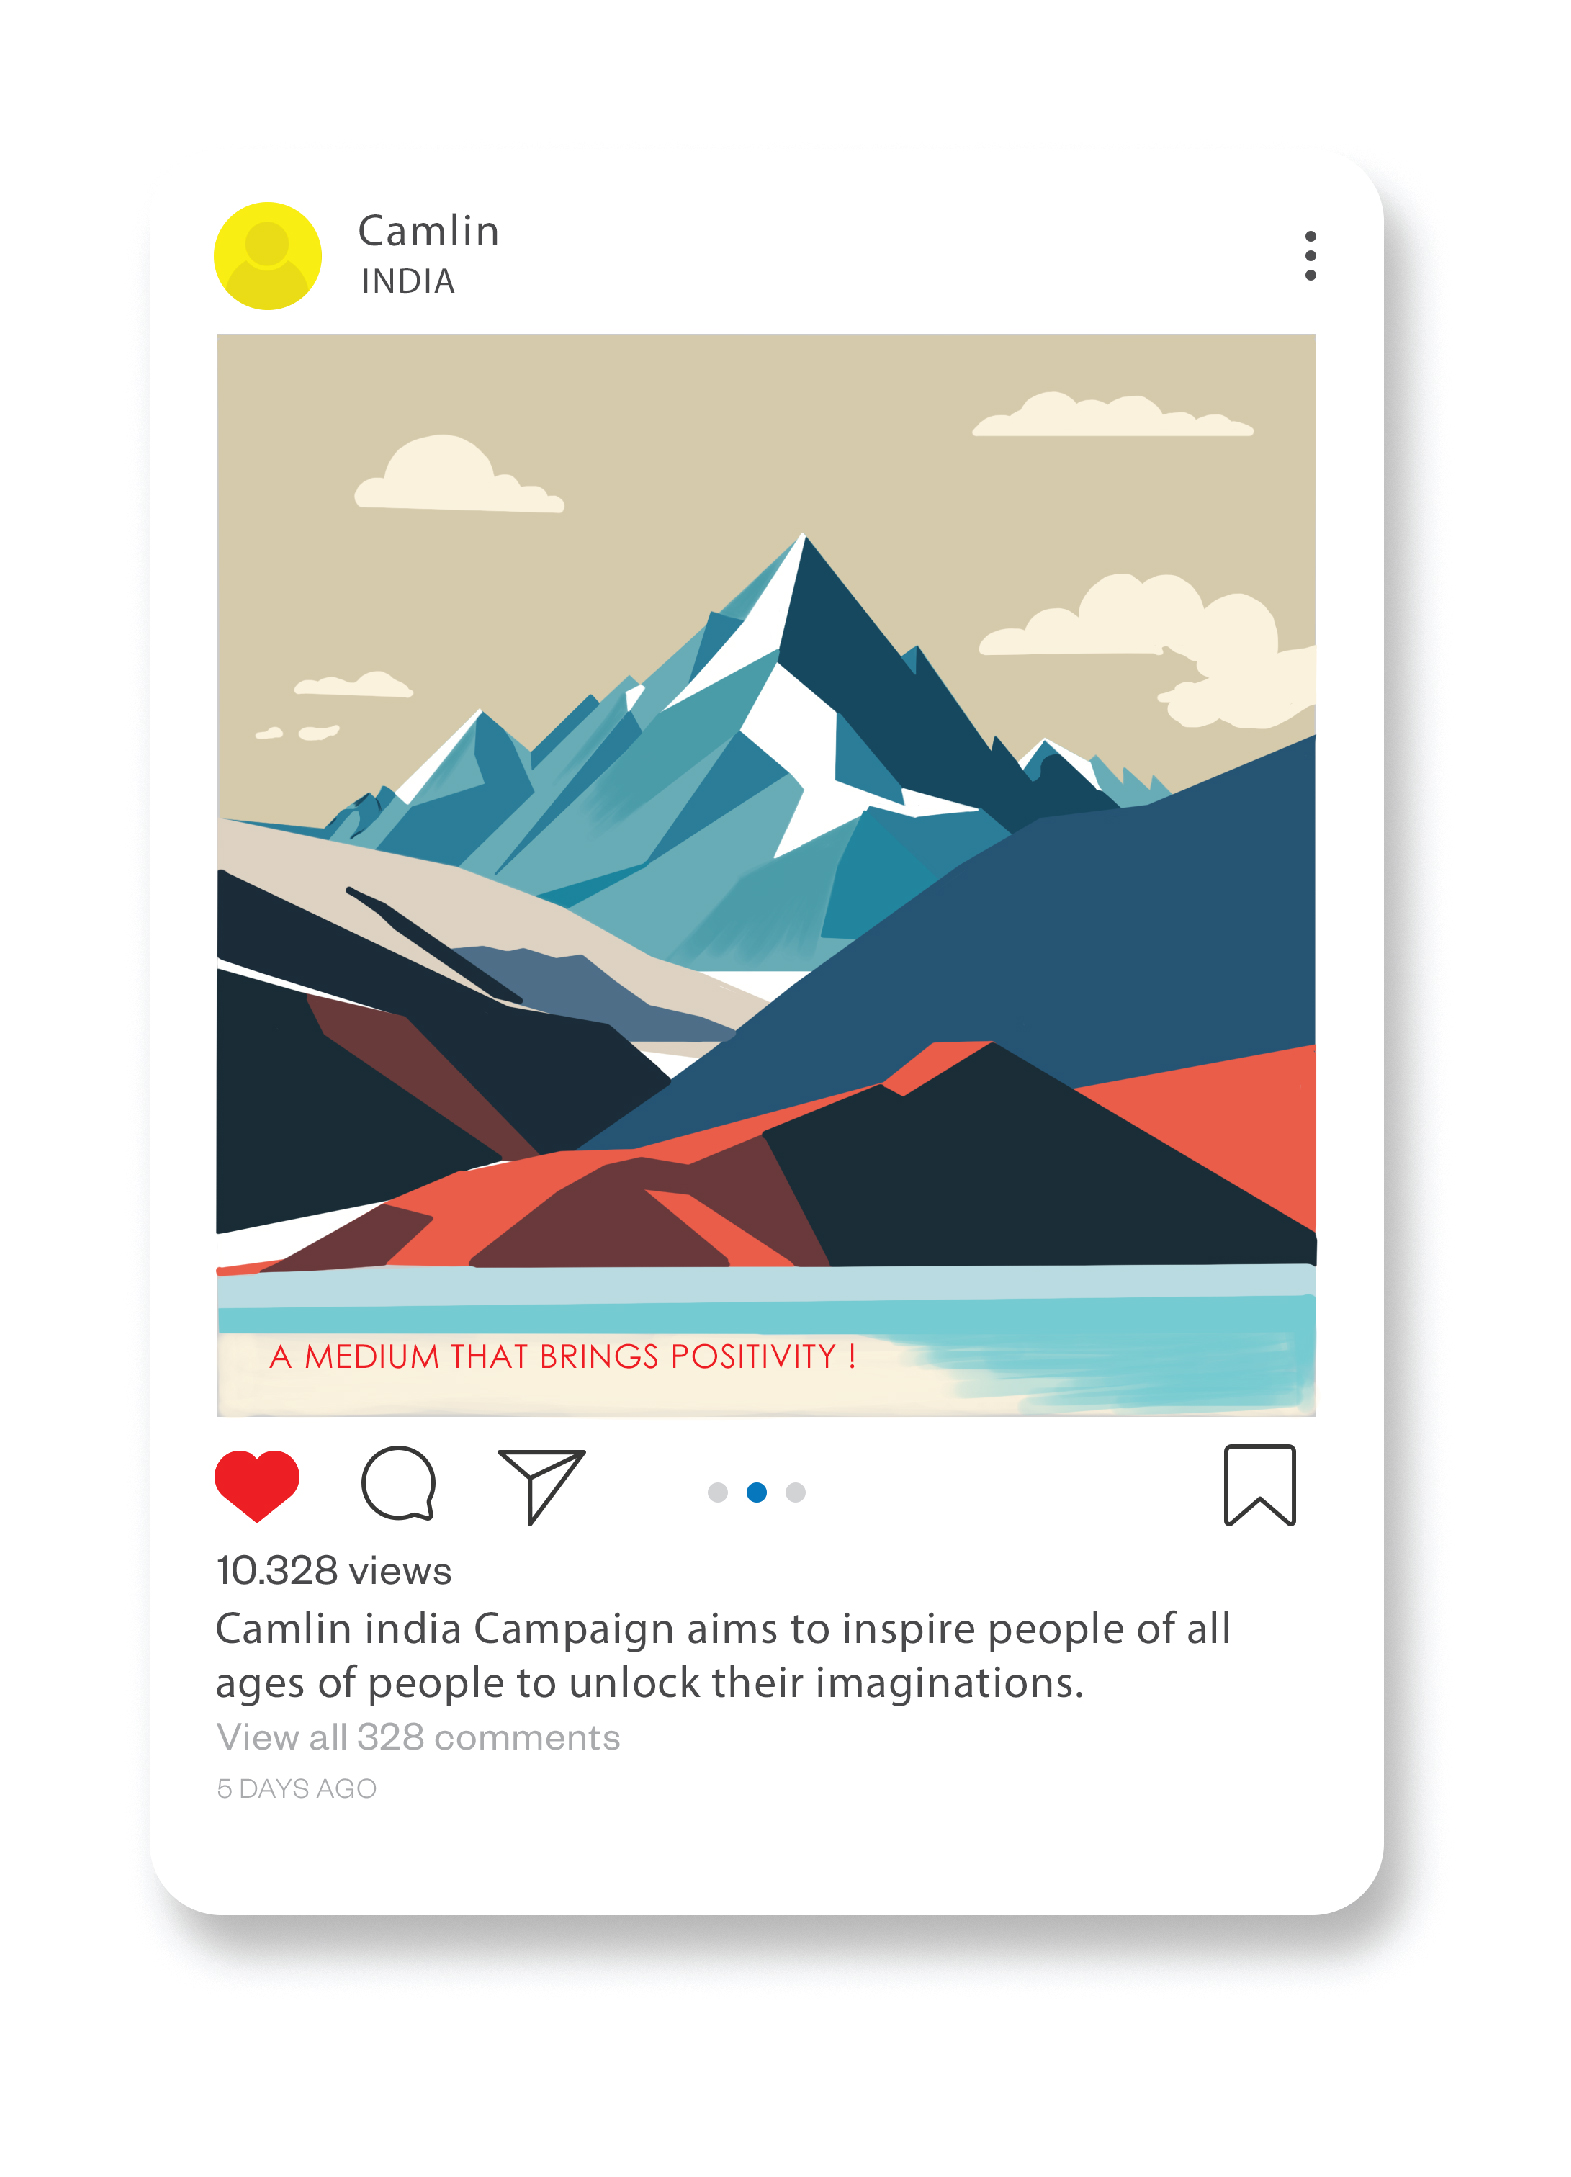 Camlin
INDIA
A MEDIUM THAT BRINGS POSITIVITY !
10.328 views
Camlin india Campaign aims to inspire people of all
ages of people to unlock their imaginations.
View all 328 comments
5 DAYS AGO